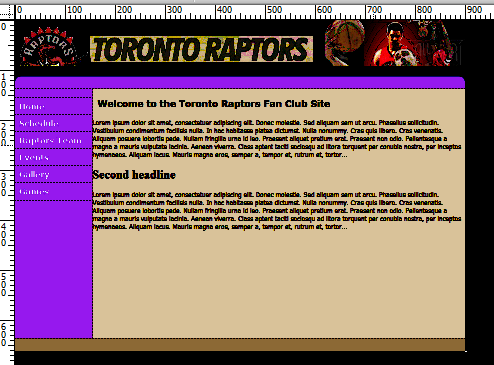 0 100 200 300 400 500 600 700 800 900
0
100
200
300
400
500
600
RAPTORS
TORONTO RAPTORS
Home
Schedule
Raptors Team
Events
Gallery
Games
Welcome to the Toronto Raptors Fan Club Site
Lorem ipsum dolor sit amet, consectetuer adipiscing elit. Donec molestie. Sed aliquam sem ut arcu. Phasellus sollicitudin.
Vestibulum condimentum facilisis nulla. In hac habitasse platea dictumst. Nulla nonummy. Cras quis libero. Cras venenatis.
Aliquam posuere lobortis pede. Nullam fringilla urna id leo. Praesent aliquet pretium erat. Praesent non odio. Pellentesque a
magna a mauris vulputate lacinia. Aenean viverra. Class aptent taciti sociosqu ad litora torquent per conubia nostra, per inceptos
hymenaeos. Aliquam lacus. Mauris magna eros, semper a, tempor et, rutrum et, tortor...
Second headline
Lorem ipsum dolor sit amet, consectetuer adipiscing elit. Donec molestie. Sed aliquam sem ut arcu. Phasellus sollicitudin.
Vestibulum condimentum facilisis nulla. In hac habitasse platea dictumst. Nulla nonummy. Cras quis libero. Cras venenatis.
Aliquam posuere lobortis pede. Nullam fringilla urna id leo. Praesent aliquet pretium erat. Praesent non odio. Pellentesque a
magna a mauris vulputate lacinia. Aenean viverra. Class aptent taciti sociosqu ad litora torquent per conubia nostra, per inceptos
hymenaeos. Aliquam lacus. Mauris magna eros, semper a, tempor et, rutrum et, tortor...